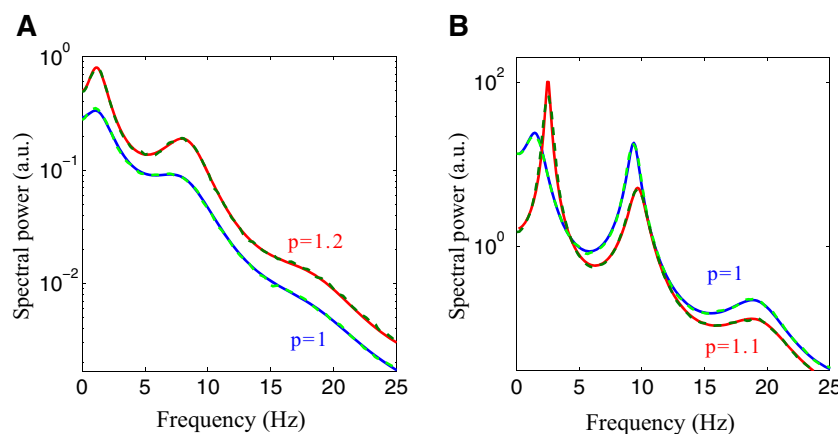 A
Spectral power (a.u.)
10^0
10^-1
10^-2
p=1.2
p=1
0 5 10 15 20 25
Frequency (Hz)
B
Spectral power (a.u.)
10^2
10^0
p=1
p=1.1
0 5 10 15 20 25
Frequency (Hz)